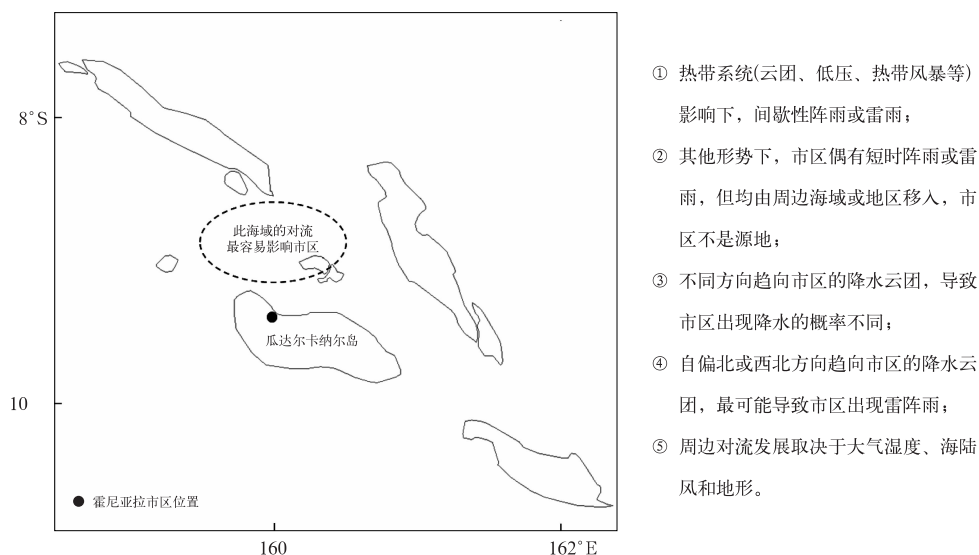 8°S
10
160
162°E
此海域的对流
最容易影响市区
瓜达尔卡纳尔岛
霍尼亚拉市区位置
① 热带系统(云团、低压、热带风暴等)
影响下，间歇性阵雨或雷雨；
② 其他形势下，市区偶有短时阵雨或雷
雨，但均由周边海域或地区移入，市
区不是源地；
③ 不同方向趋向市区的降水云团，导致
市区出现降水的概率不同；
④ 自偏北或西北方向趋向市区的降水云
团，最可能导致市区出现雷阵雨；
⑤ 周边对流发展取决于大气湿度、海陆
风和地形。